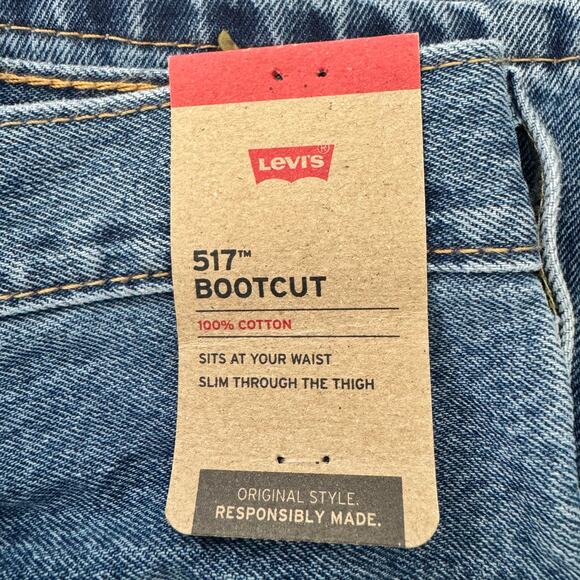 LEVI'S®
517™
BOOTCUT
100% COTTON
SITS AT YOUR WAIST
SLIM THROUGH THE THIGH
ORIGINAL STYLE.
RESPONSIBLY MADE.